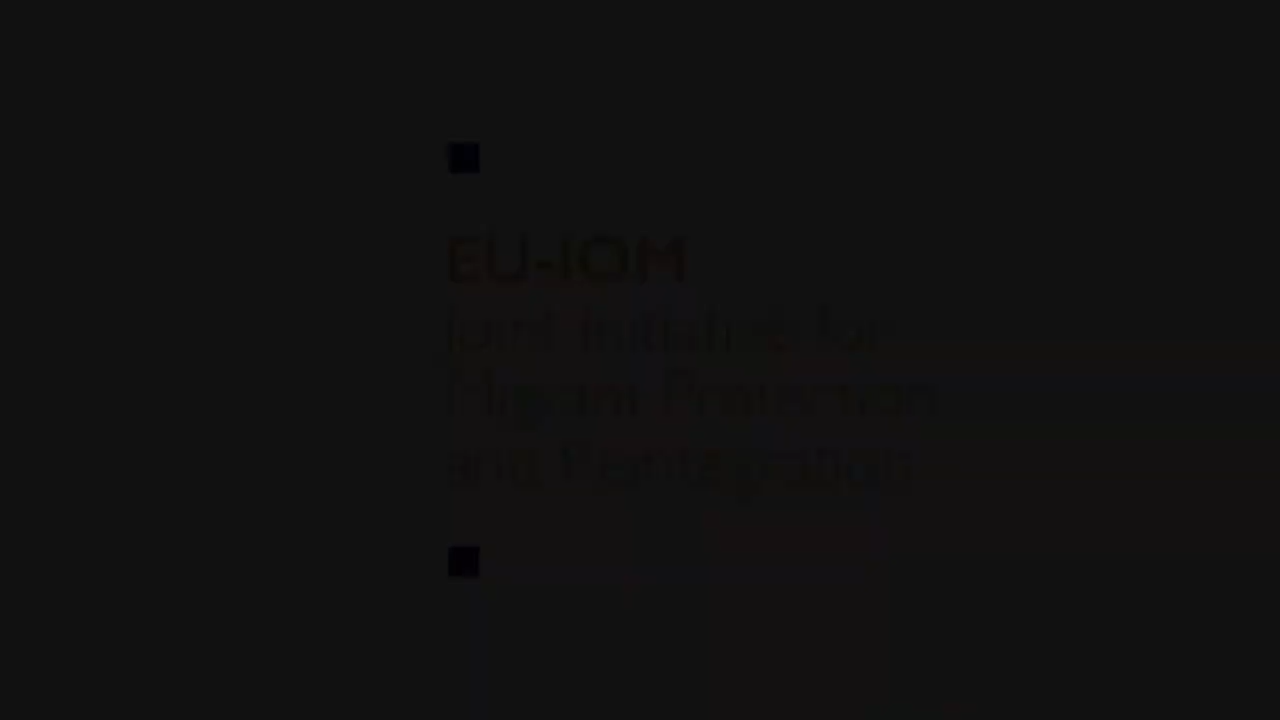 EU-IOM
Joint Initiative for
Migrant Protection
and Reintegration